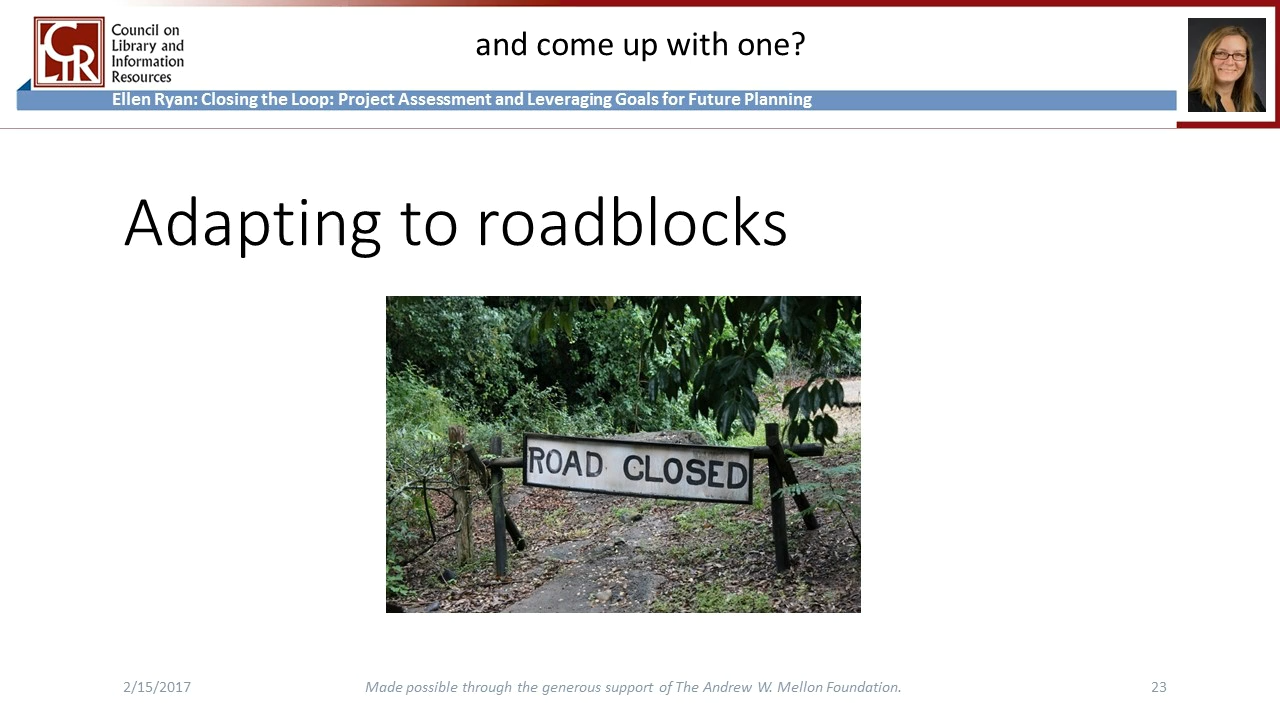 CLIR
Council on
Library and
Information
Resources
and come up with one?
Ellen Ryan: Closing the Loop: Project Assessment and Leveraging Goals for Future Planning
Adapting to roadblocks
ROAD CLOSED
2/15/2017
Made possible through the generous support of The Andrew W. Mellon Foundation.
23